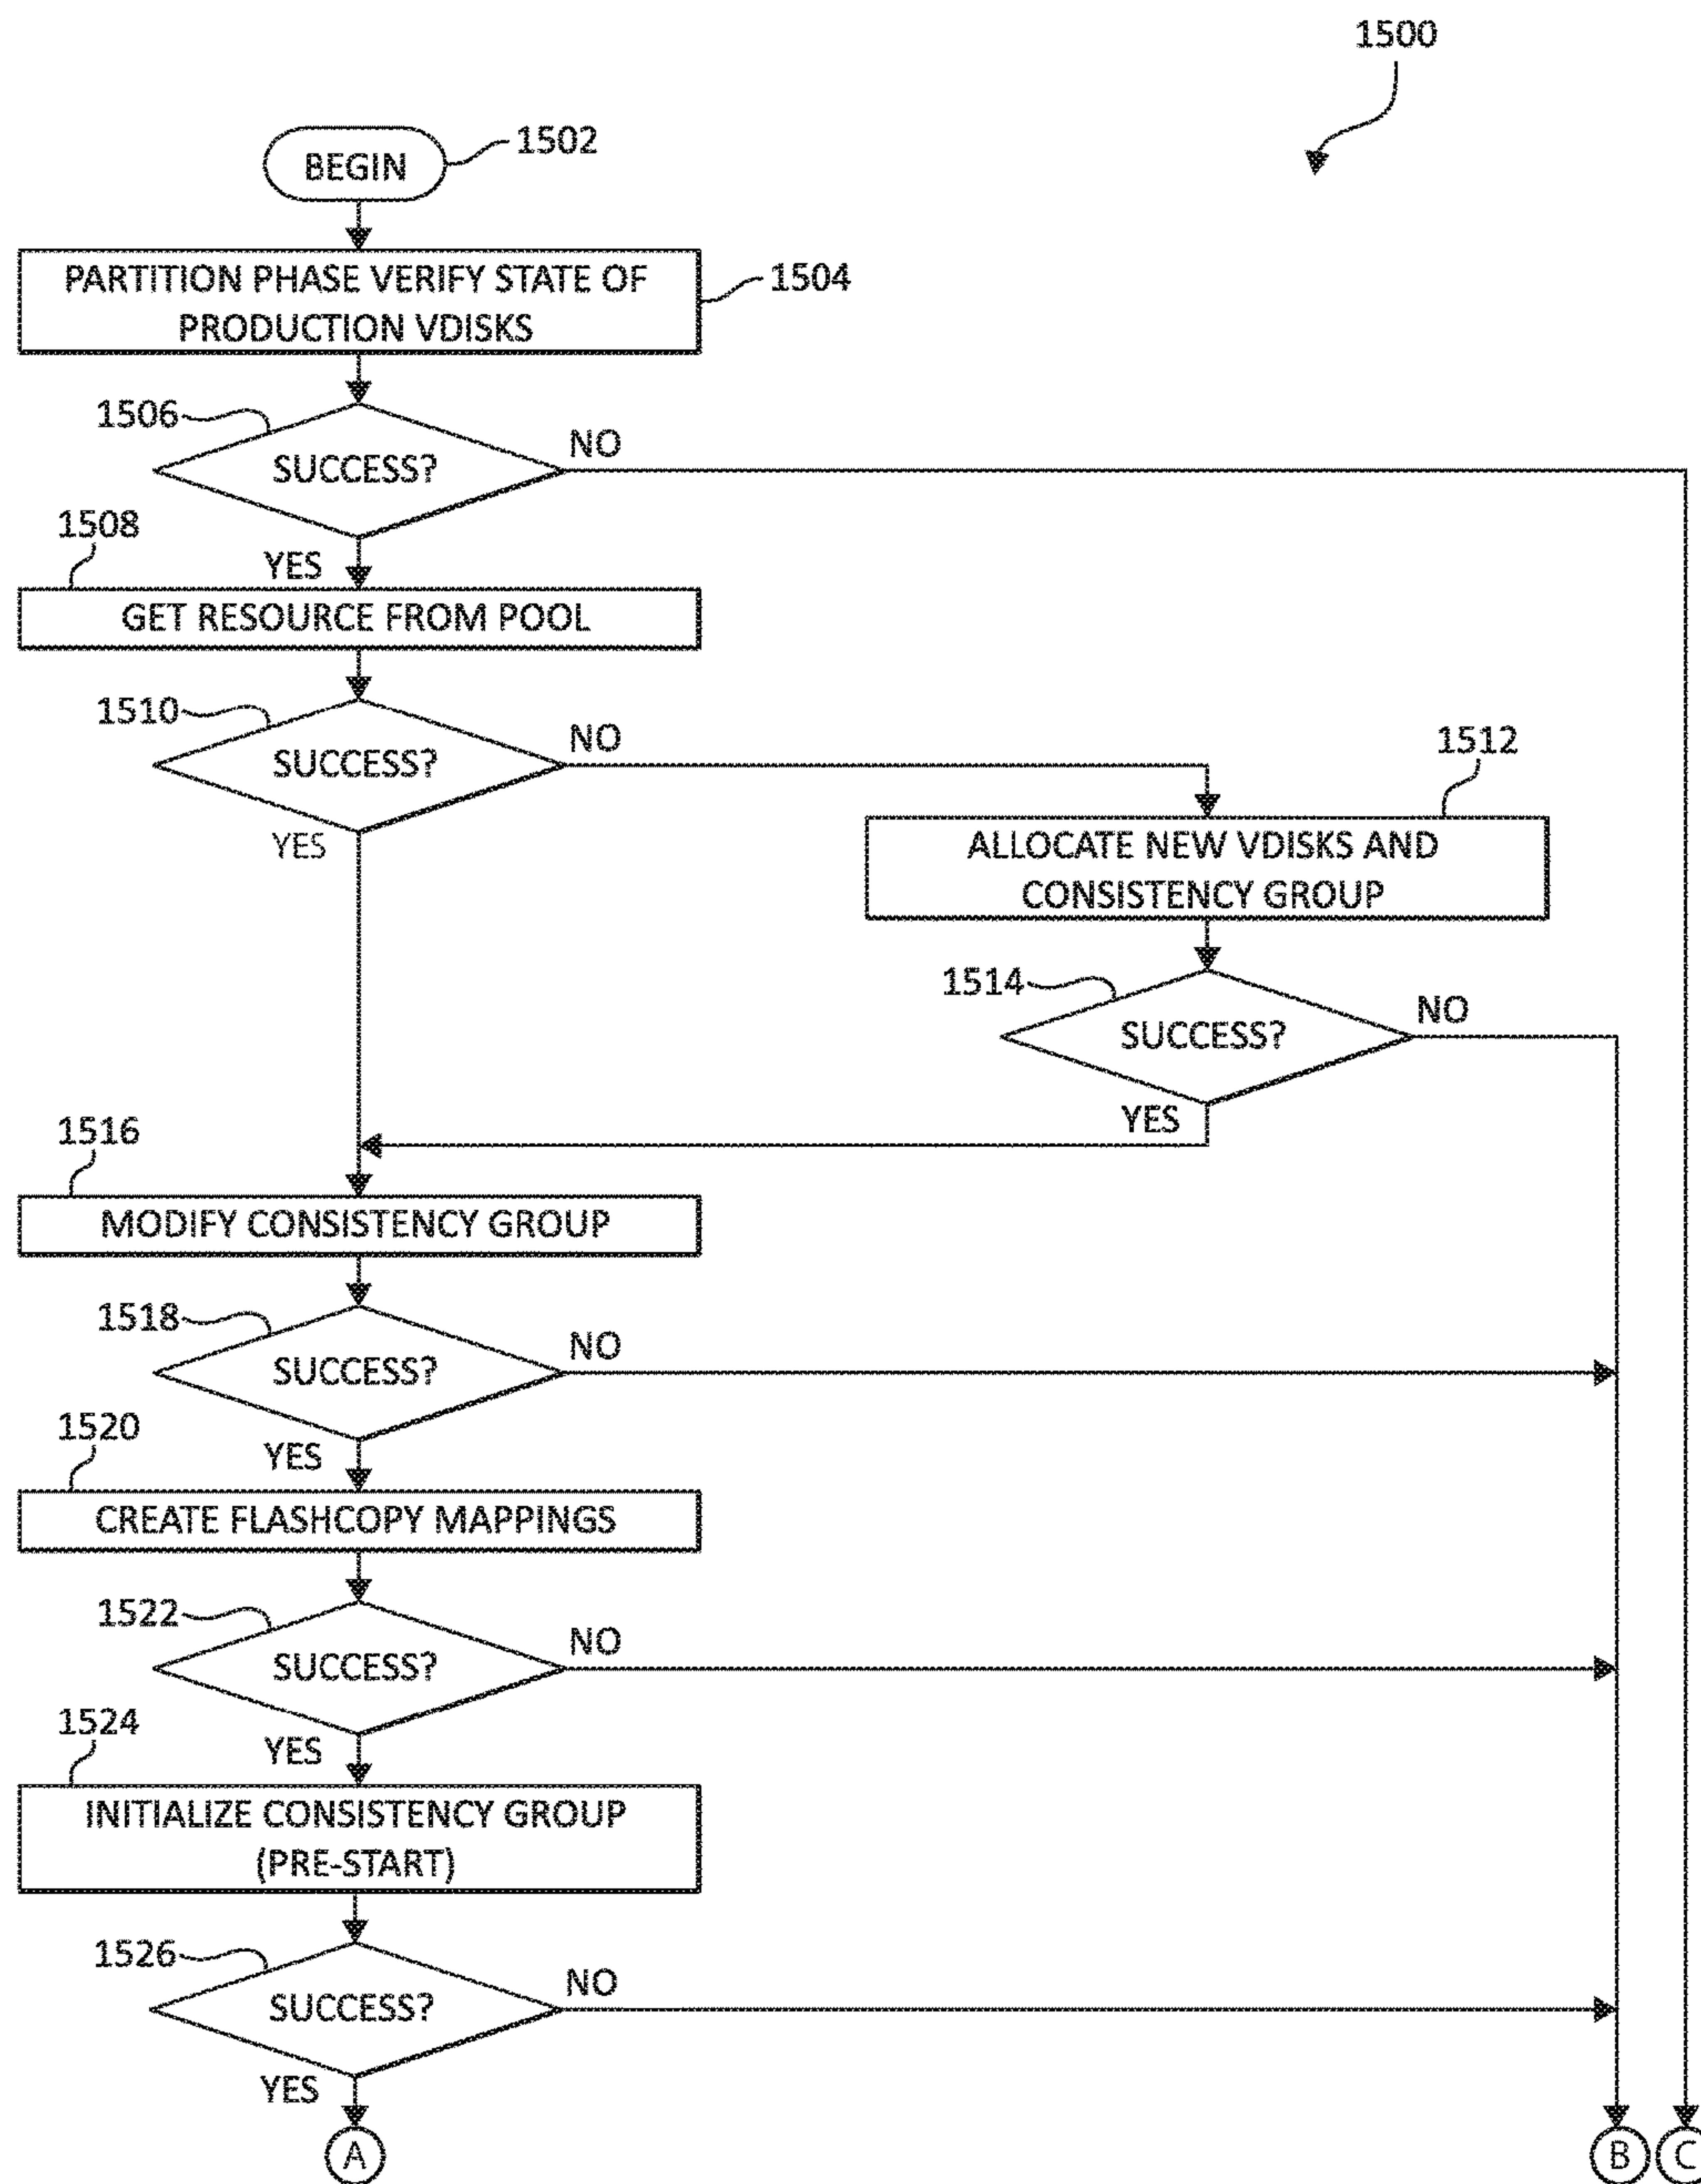 1500
BEGIN
1502
PARTITION PHASE VERIFY STATE OF
PRODUCTION VDISKS
1504
1506
SUCCESS?
NO
YES
1508
GET RESOURCE FROM POOL
1510
SUCCESS?
NO
YES
1512
ALLOCATE NEW VDISKS AND
CONSISTENCY GROUP
1514
SUCCESS?
NO
YES
1516
MODIFY CONSISTENCY GROUP
1518
SUCCESS?
NO
YES
1520
CREATE FLASHCOPY MAPPINGS
1522
SUCCESS?
NO
YES
1524
INITIALIZE CONSISTENCY GROUP
(PRE-START)
1526
SUCCESS?
NO
YES
A
B
C